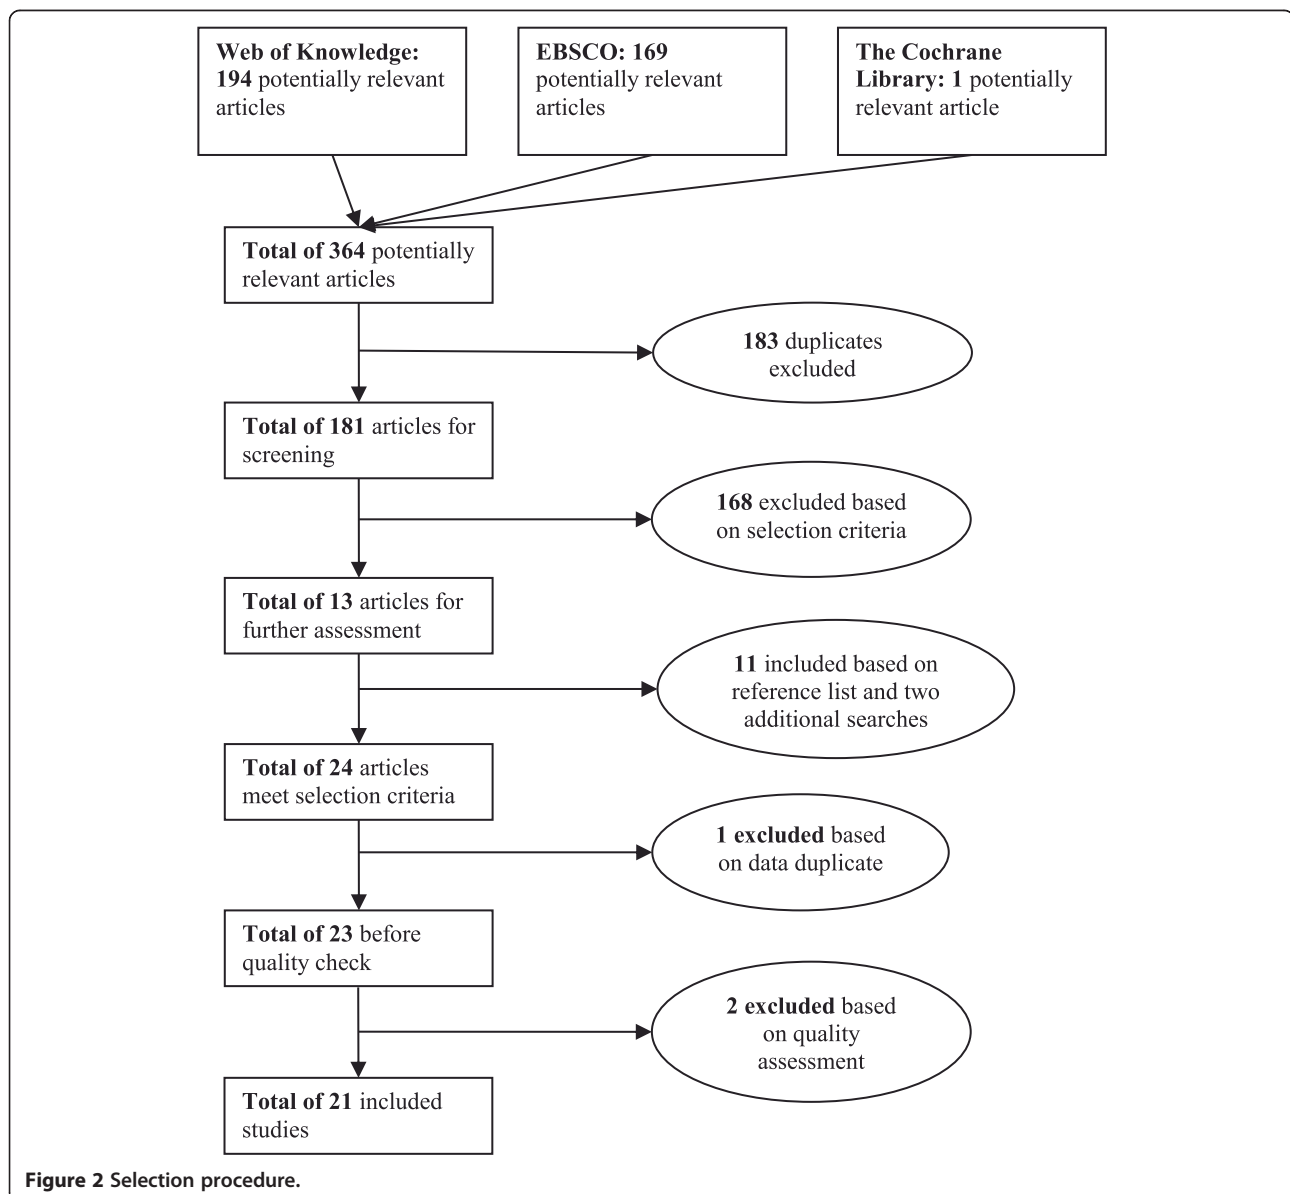 Web of Knowledge:
194 potentially relevant
articles
EBSCO: 169
potentially relevant
articles
The Cochrane
Library: 1 potentially
relevant article
Total of 364 potentially
relevant articles
183 duplicates
excluded
Total of 181 articles for
screening
168 excluded based
on selection criteria
Total of 13 articles for
further assessment
11 included based on
reference list and two
additional searches
Total of 24 articles
meet selection criteria
1 excluded based
on data duplicate
Total of 23 before
quality check
2 excluded based
on quality
assessment
Total of 21 included
studies
Figure 2 Selection procedure.